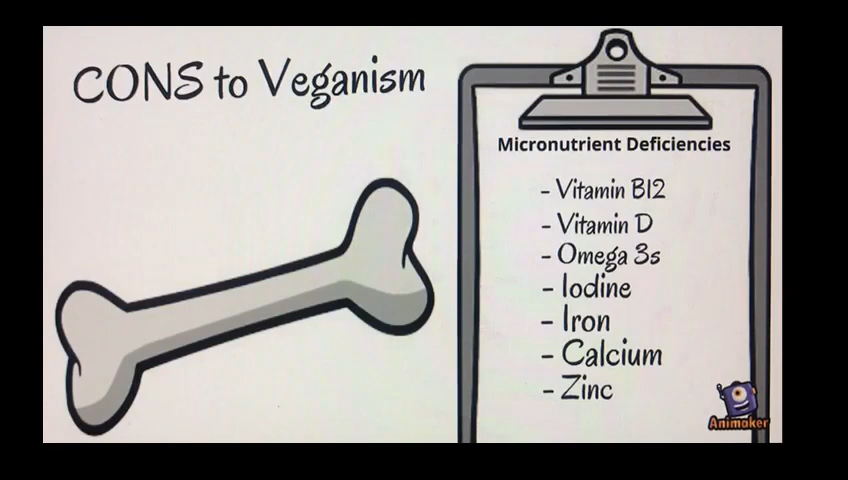 CONS to Veganism
Micronutrient Deficiencies
- Vitamin B12
- Vitamin D
- Omega 3s
- Iodine
- Iron
- Calcium
- Zinc
Animaker